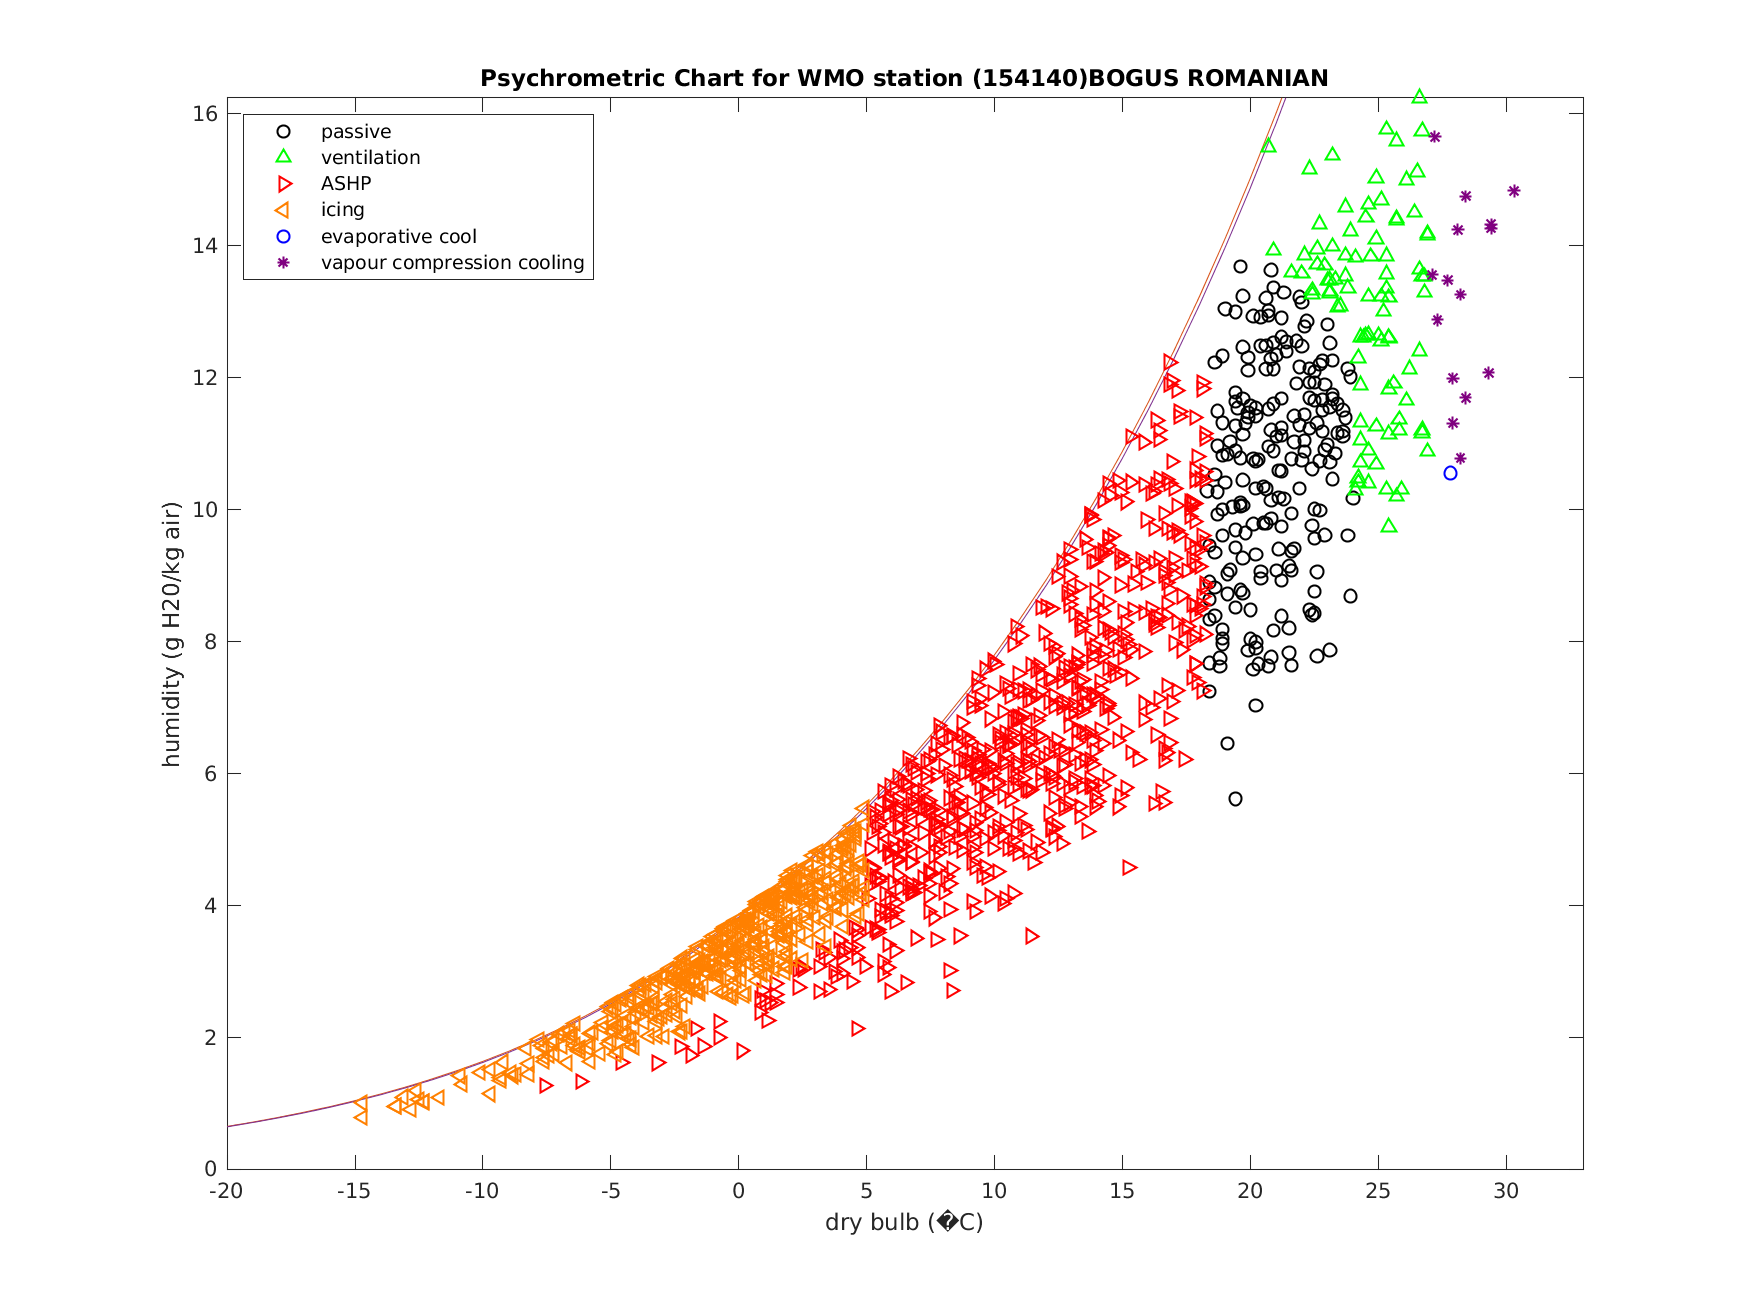 Psychrometric Chart for WMO station (154140)BOGUS ROMANIAN
16
14
12
10
8
6
4
2
0
humidity (g H20/kg air)
passive
ventilation
ASHP
icing
evaporative cool
vapour compression cooling
-20 -15 -10 -5 0 5 10 15 20 25 30
dry bulb (�C)